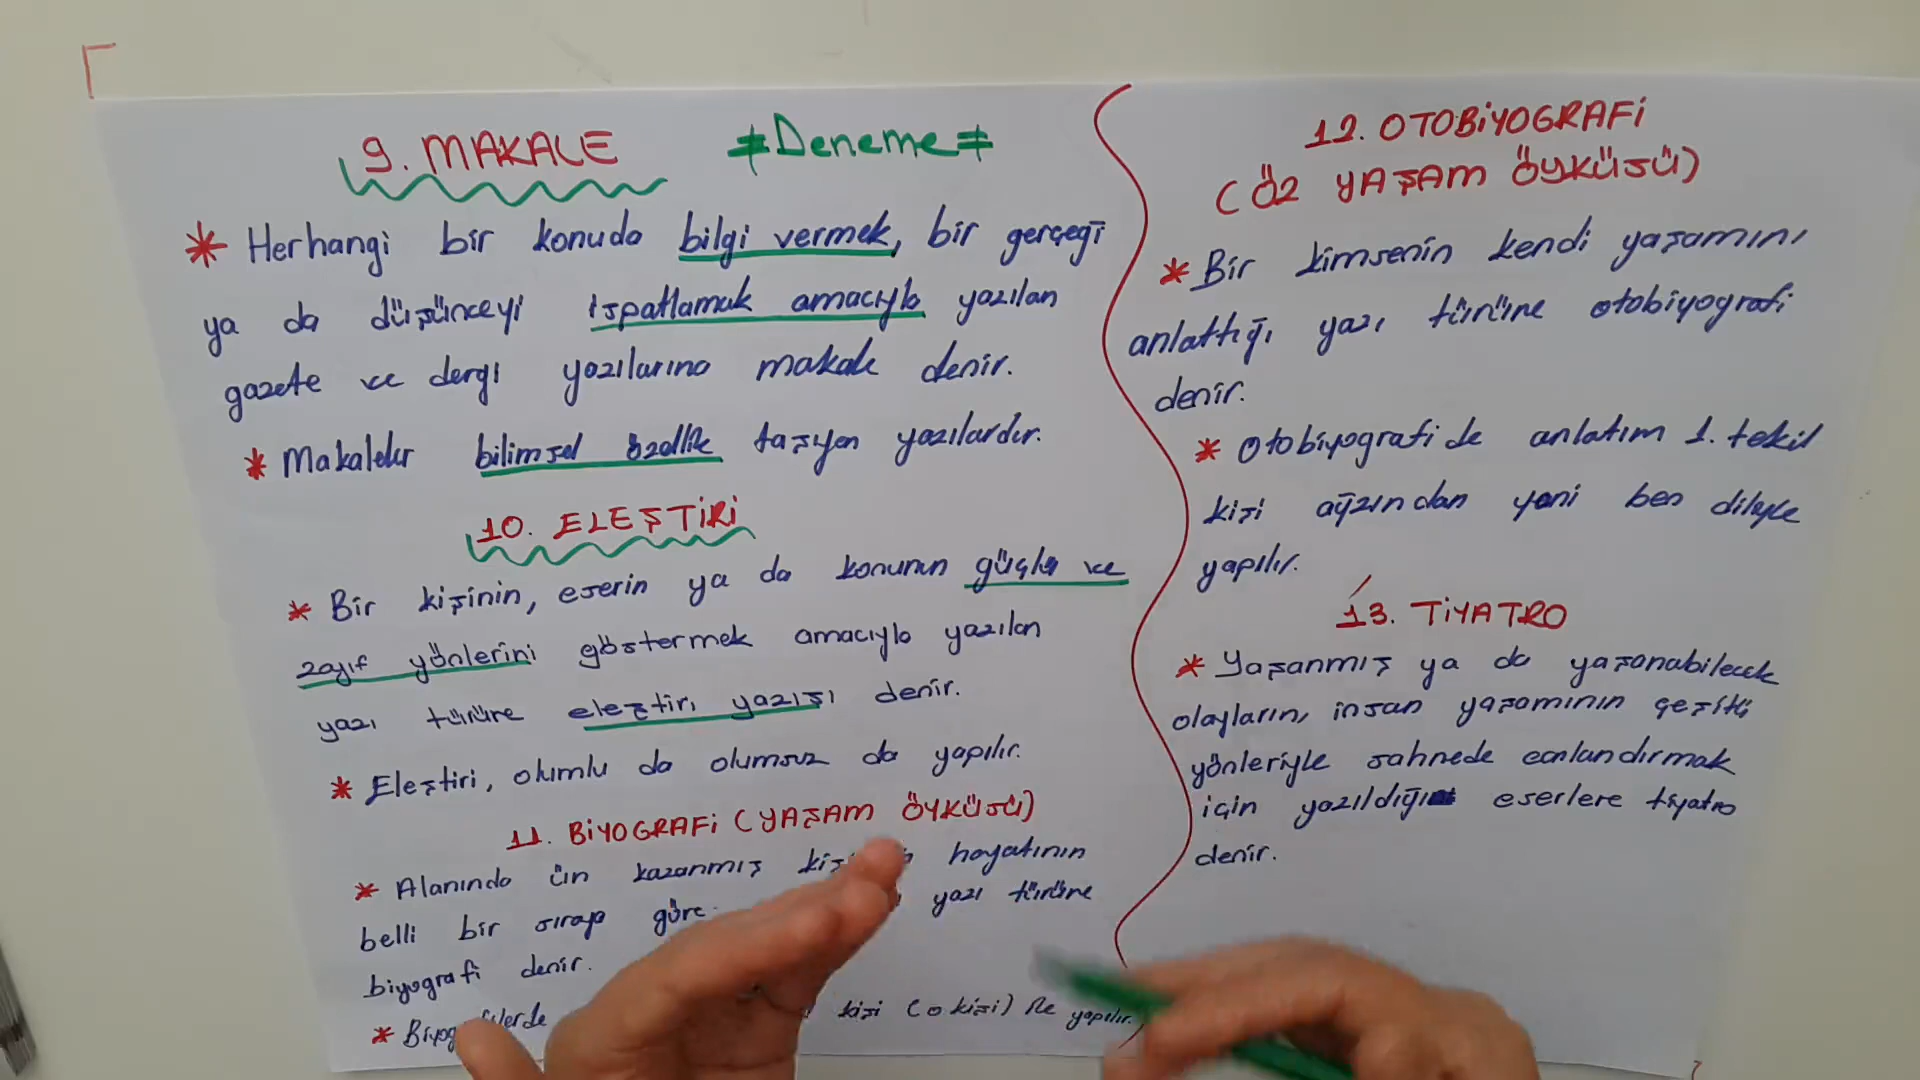 9. MAKALE ≠Deneme≠
* Herhangi bir konuda bilgi vermek, bir gerçeği
ya da düşünceyi ispatlamak amacıyla yazılan
gazete ve dergi yazılarına makale denir.
* Makaleler bilimsel özellik taşıyan yazılardır.
10. ELEŞTİRİ
* Bir kişinin, eserin ya da konunun güçlü ve
zayıf yönlerini göstermek amacıyla yazılan
yazı türüne eleştiri yazısı denir.
* Eleştiri, olumlu da olumsuz da yapılır.
11. BİYOGRAFİ (YAŞAM ÖYKÜSÜ)
* Alanında ün kazanmış hayatının
belli bir sıraya göre yazı türüne
biyografi denir.
* kişi (o kişi) ile yapılır.
12. OTOBİYOGRAFİ
(ÖZ YAŞAM ÖYKÜSÜ)
* Bir kimsenin kendi yaşamını
anlattığı yazı türüne otobiyografi
denir.
* Otobiyografide anlatım 1. tekil
kişi ağzından yani ben diliyle
yapılır.
13. TİYATRO
* Yaşanmış ya da yaşanabilecek
olayların, insan yaşamının çeşitli
yönleriyle sahnede canlandırmak
için yazıldığı eserlere tiyatro
denir.